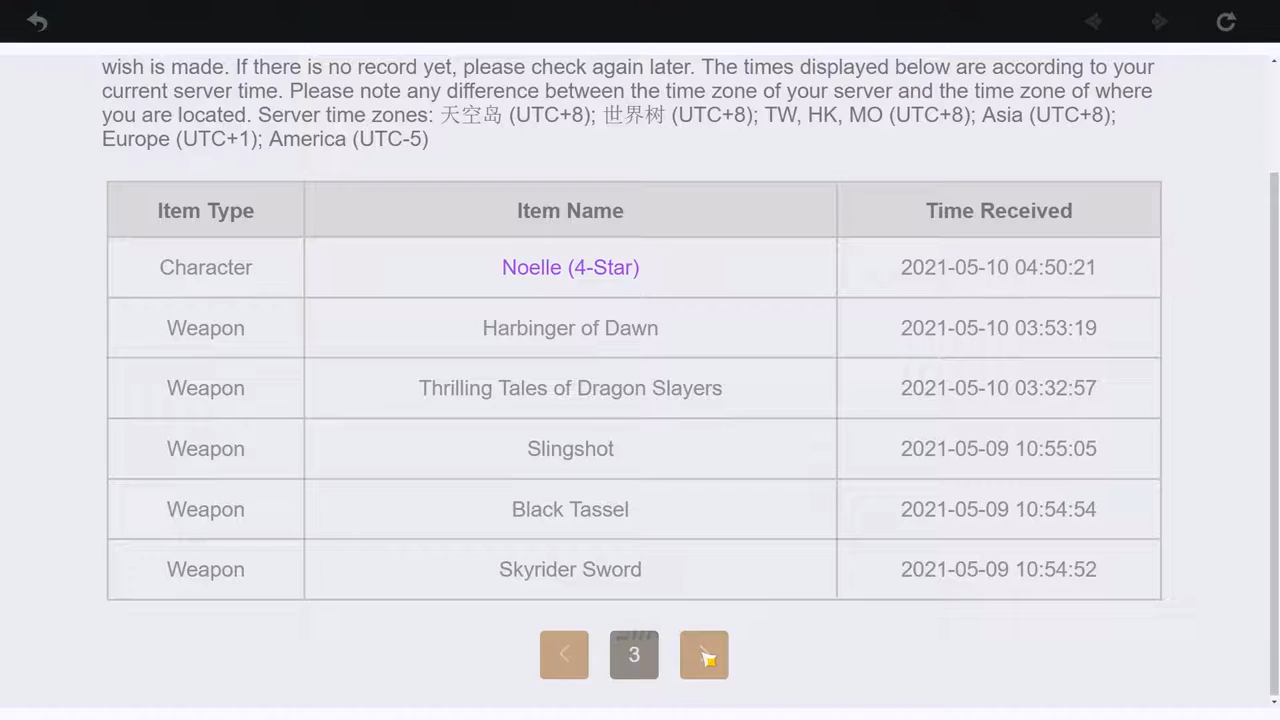 wish is made. If there is no record yet, please check again later. The times displayed below are according to your
current server time. Please note any difference between the time zone of your server and the time zone of where
you are located. Server time zones: 天空岛 (UTC+8); 世界树 (UTC+8); TW, HK, MO (UTC+8); Asia (UTC+8);
Europe (UTC+1); America (UTC-5)
Item Type Item Name Time Received
Character Noelle (4-Star) 2021-05-10 04:50:21
Weapon Harbinger of Dawn 2021-05-10 03:53:19
Weapon Thrilling Tales of Dragon Slayers 2021-05-10 03:32:57
Weapon Slingshot 2021-05-09 10:55:05
Weapon Black Tassel 2021-05-09 10:54:54
Weapon Skyrider Sword 2021-05-09 10:54:52
3